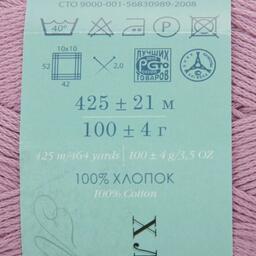 СТО 9000-001-56830989-2008
40°
10x10
52
42
2,0
ЛУЧШИХ
ТОВАРОВ
425 ± 21 м
100 ± 4 г
425 m/464 yards | 100 ± 4 g/3,5 OZ
100% ХЛОПОК
100% Cotton